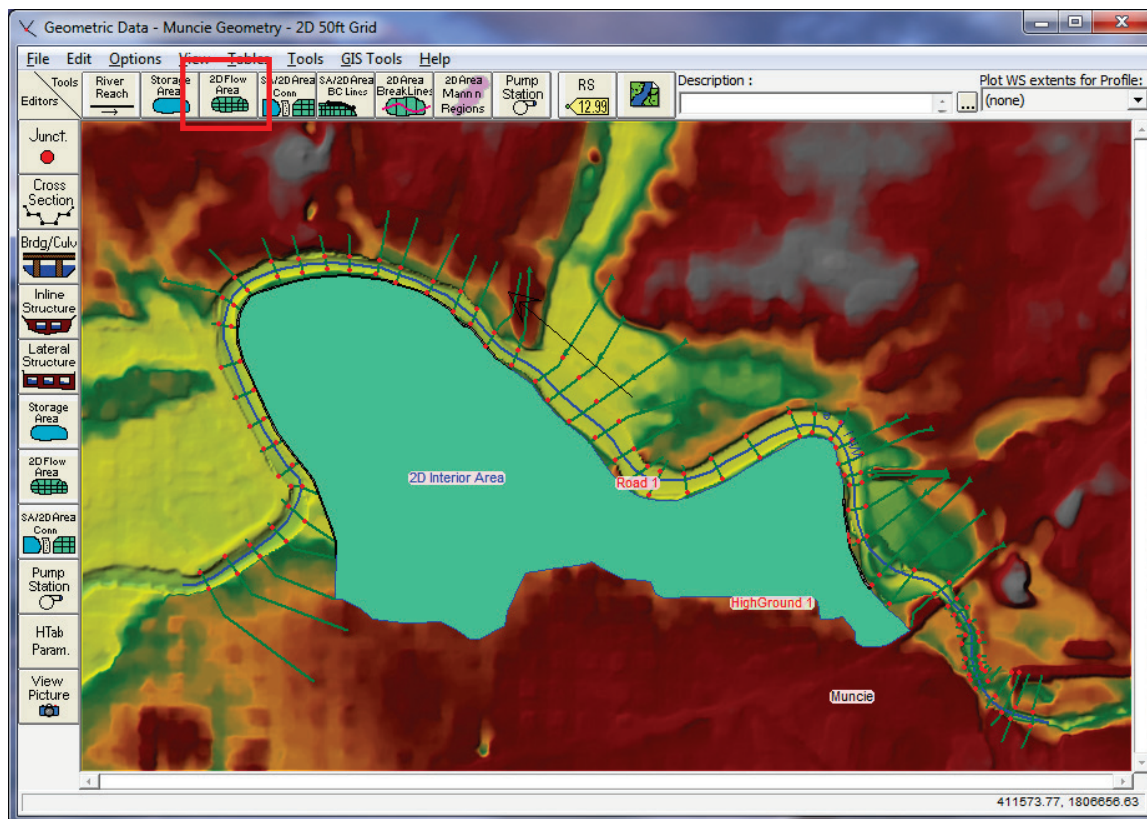 Geometric Data - Muncie Geometry - 2D 50ft Grid
File Edit Options View Tables Tools GIS Tools Help
Tools
Editors
River
Reach
Storage
Area
2D Flow
Area
SA/2D Area
Conn
SA/2D Area
BC Lines
2D Area
BreakLines
2D Area
Mann n
Regions
Pump
Station
RS
12.99
Description :
...
Plot WS extents for Profile:
(none)
Junct.
Cross
Section
Brdg/Culv
Inline
Structure
Lateral
Structure
Storage
Area
2D Flow
Area
SA/2D Area
Conn
Pump
Station
HTab
Param.
View
Picture
2D Interior Area
Road 1
HighGround 1
Muncie
411573.77, 1806656.63